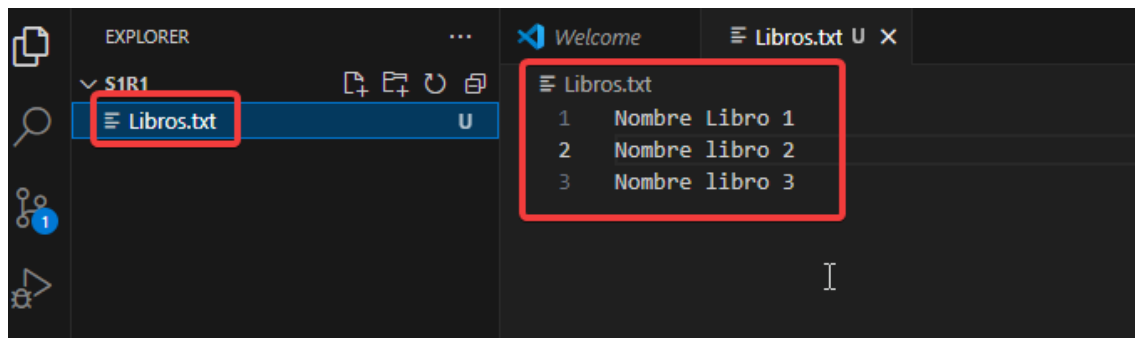 EXPLORER ...
S1R1
Libros.txt U
1
Welcome
Libros.txt U
Libros.txt
1 Nombre Libro 1
2 Nombre libro 2
3 Nombre libro 3